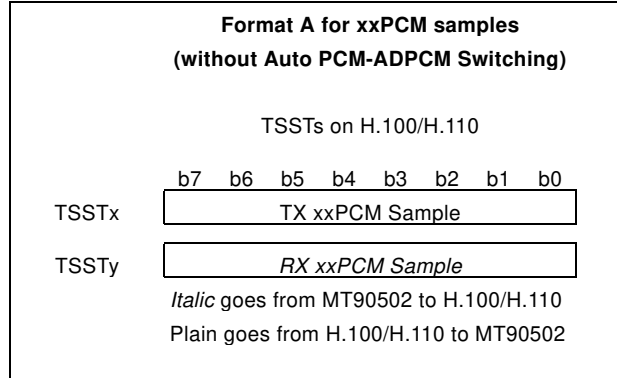 Format A for xxPCM samples
(without Auto PCM-ADPCM Switching)
TSSTs on H.100/H.110
b7 b6 b5 b4 b3 b2 b1 b0
TSSTx TX xxPCM Sample
TSSTy RX xxPCM Sample
Italic goes from MT90502 to H.100/H.110
Plain goes from H.100/H.110 to MT90502